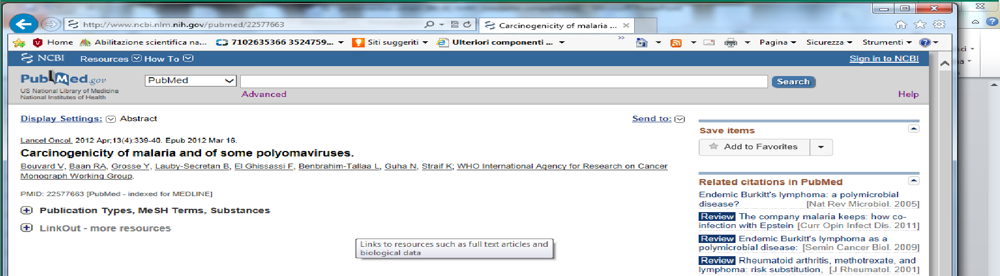 http://www.ncbi.nlm.nih.gov/pubmed/22577663
Carcinogenicity of malaria ...
Home Abilitazione scientifica na... 7102635366 3524759... Siti suggeriti Ulteriori componenti ... » Pagina Sicurezza Strumenti
NCBI Resources How To Sign in to NCBI
PubMed.gov
US National Library of Medicine
National Institutes of Health
PubMed
Search
Advanced
Help
Display Settings: Abstract
Send to:
Lancet Oncol. 2012 Apr;13(4):339-40. Epub 2012 Mar 16.
Carcinogenicity of malaria and of some polyomaviruses.
Bouvard V, Baan RA, Grosse Y, Lauby-Secretan B, El Ghissassi F, Benbrahim-Tallaa L, Guha N, Straif K; WHO International Agency for Research on Cancer
Monograph Working Group.
PMID: 22577663 [PubMed - indexed for MEDLINE]
Publication Types, MeSH Terms, Substances
LinkOut - more resources
Links to resources such as full text articles and
biological data
Save items
Add to Favorites
Related citations in PubMed
Endemic Burkitt's lymphoma: a polymicrobial
disease? [Nat Rev Microbiol. 2005]
Review The company malaria keeps: how co-
infection with Epstein [Curr Opin Infect Dis. 2011]
Review Endemic Burkitt's lymphoma as a
polymicrobial disease: [Semin Cancer Biol. 2009]
Review Rheumatoid arthritis, methotrexate, and
lymphoma: risk substitution, [J Rheumatol. 2001]